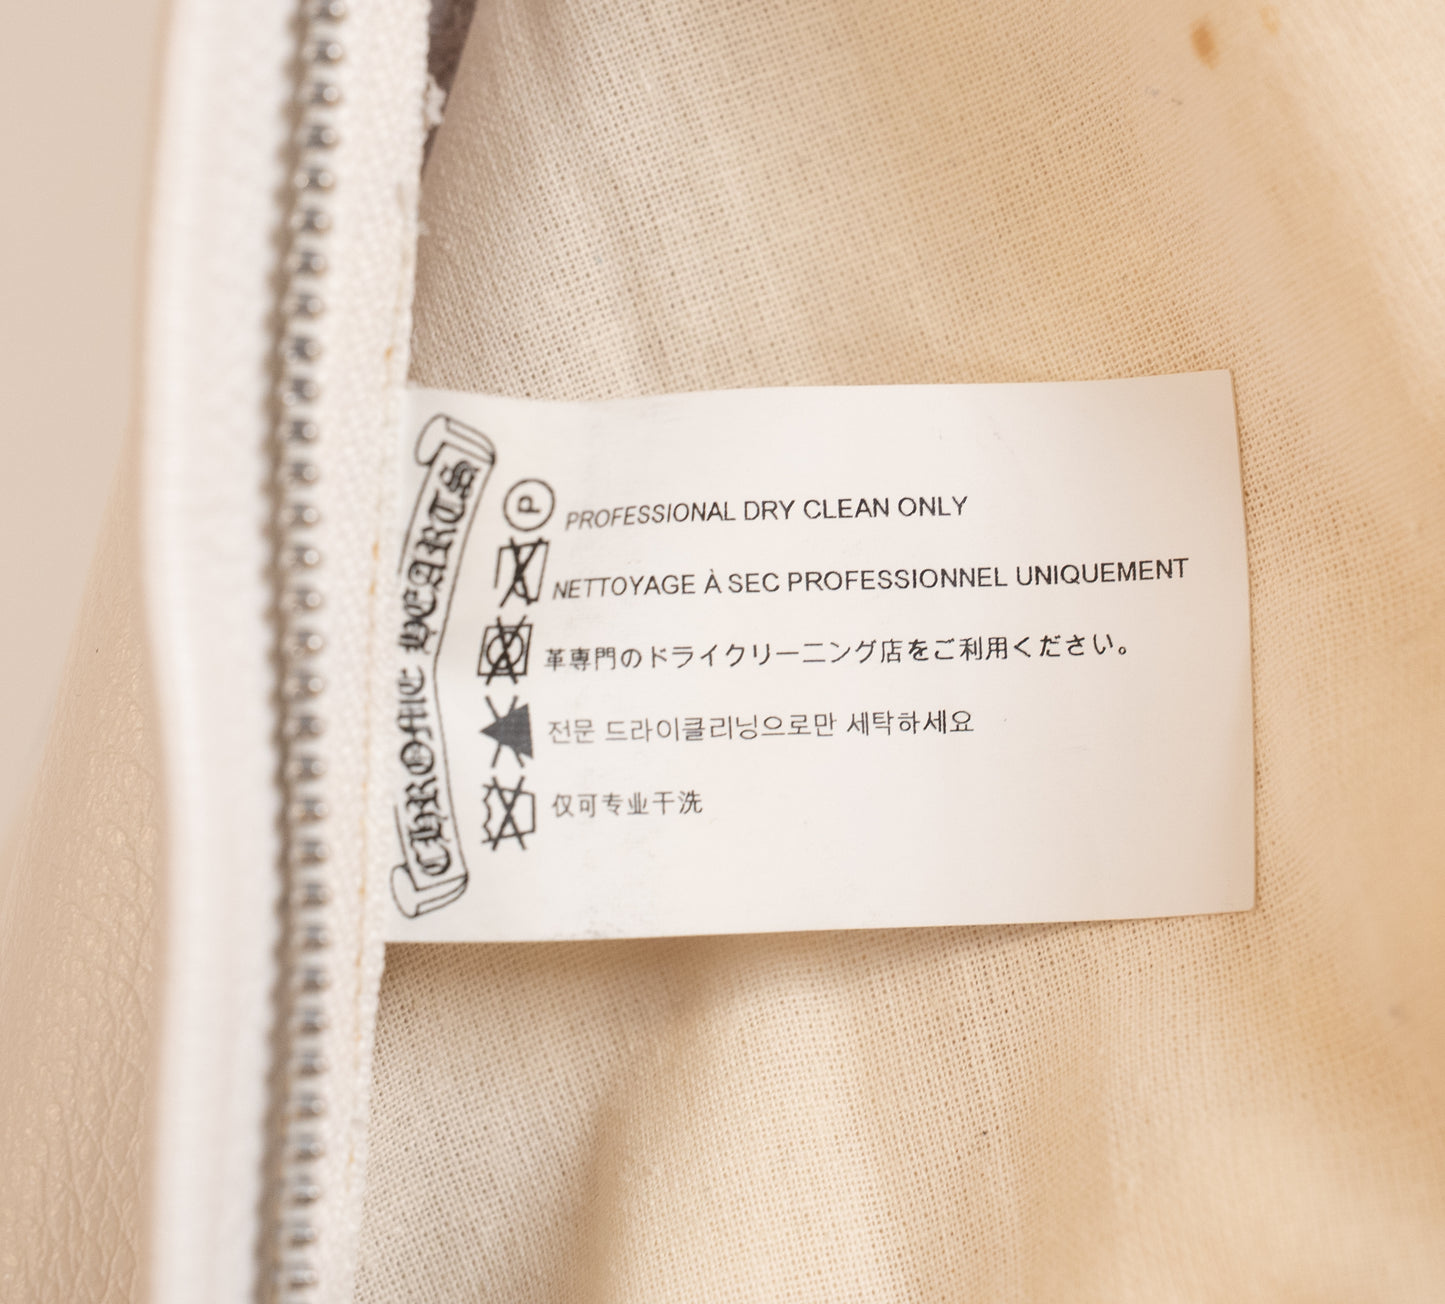 CHROME HEARTS
P
PROFESSIONAL DRY CLEAN ONLY
NETTOYAGE À SEC PROFESSIONNEL UNIQUEMENT
革専門のドライクリーニング店をご利用ください。
전문 드라이클리닝으로만 세탁하세요
仅可专业干洗